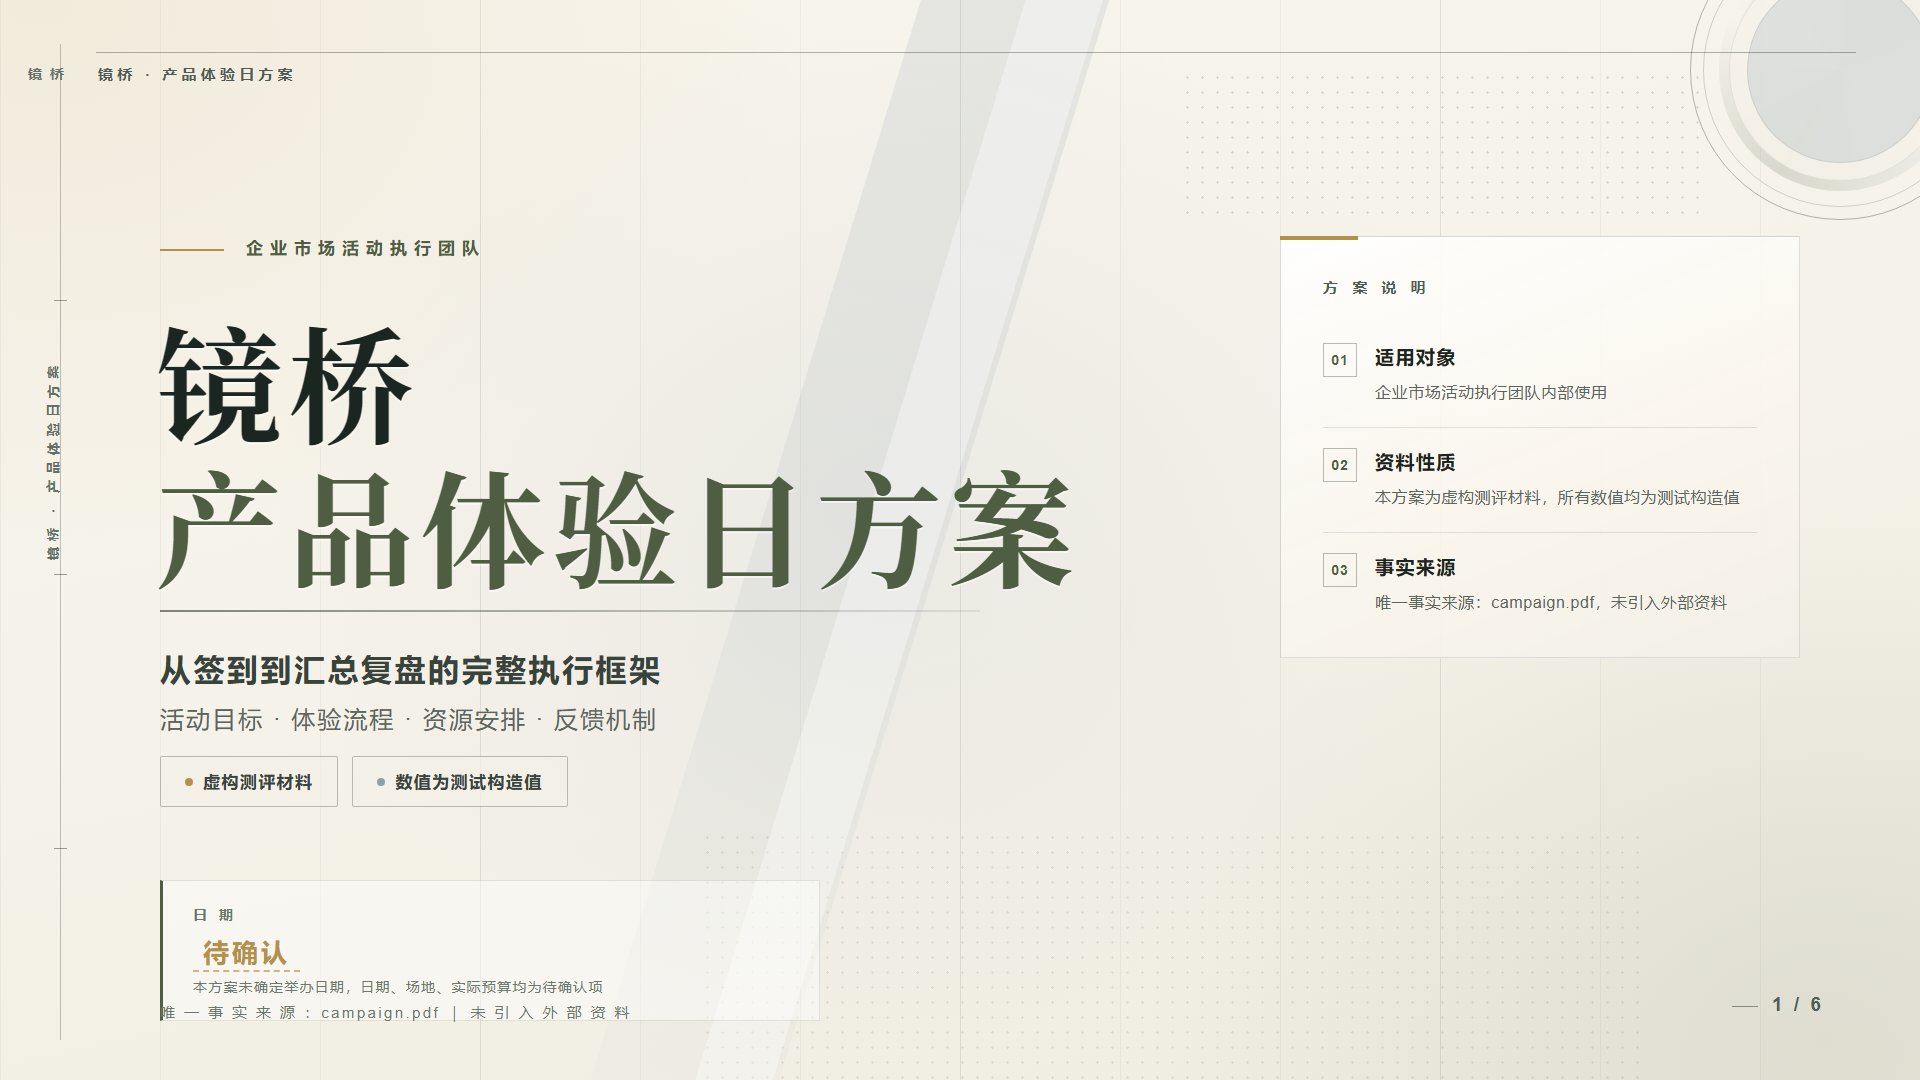 镜桥
镜桥 · 产品体验日方案
镜桥 · 产品体验日方案
企业市场活动执行团队
镜桥
产品体验日方案
从签到到汇总复盘的完整执行框架
活动目标 · 体验流程 · 资源安排 · 反馈机制
虚构测评材料
数值为测试构造值
日期
待确认
本方案未确定举办日期，日期、场地、实际预算均为待确认项
唯一事实来源：campaign.pdf | 未引入外部资料
方案说明
01 适用对象
企业市场活动执行团队内部使用
02 资料性质
本方案为虚构测评材料，所有数值均为测试构造值
03 事实来源
唯一事实来源：campaign.pdf，未引入外部资料
1 / 6